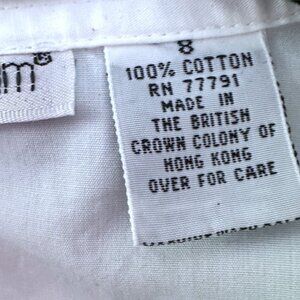 m®
8
100% COTTON
RN 77791
MADE IN
THE BRITISH
CROWN COLONY OF
HONG KONG
OVER FOR CARE